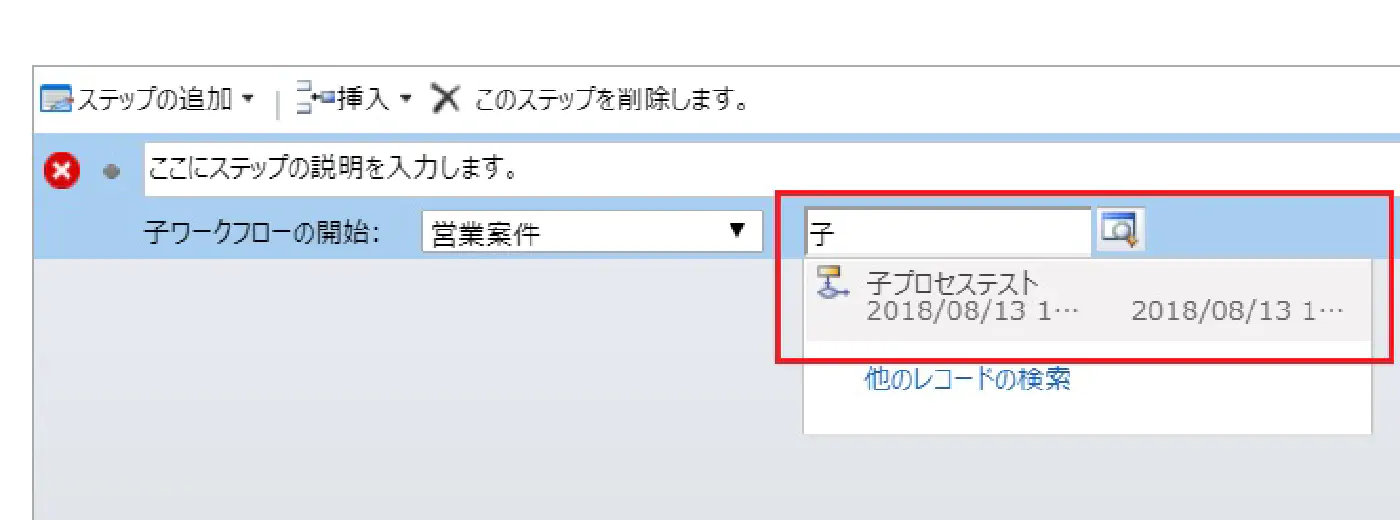 ステップの追加 | 挿入 このステップを削除します。
ここにステップの説明を入力します。
子ワークフローの開始: 営業案件 子
子プロセステスト
2018/08/13 1… 2018/08/13 1…
他のレコードの検索